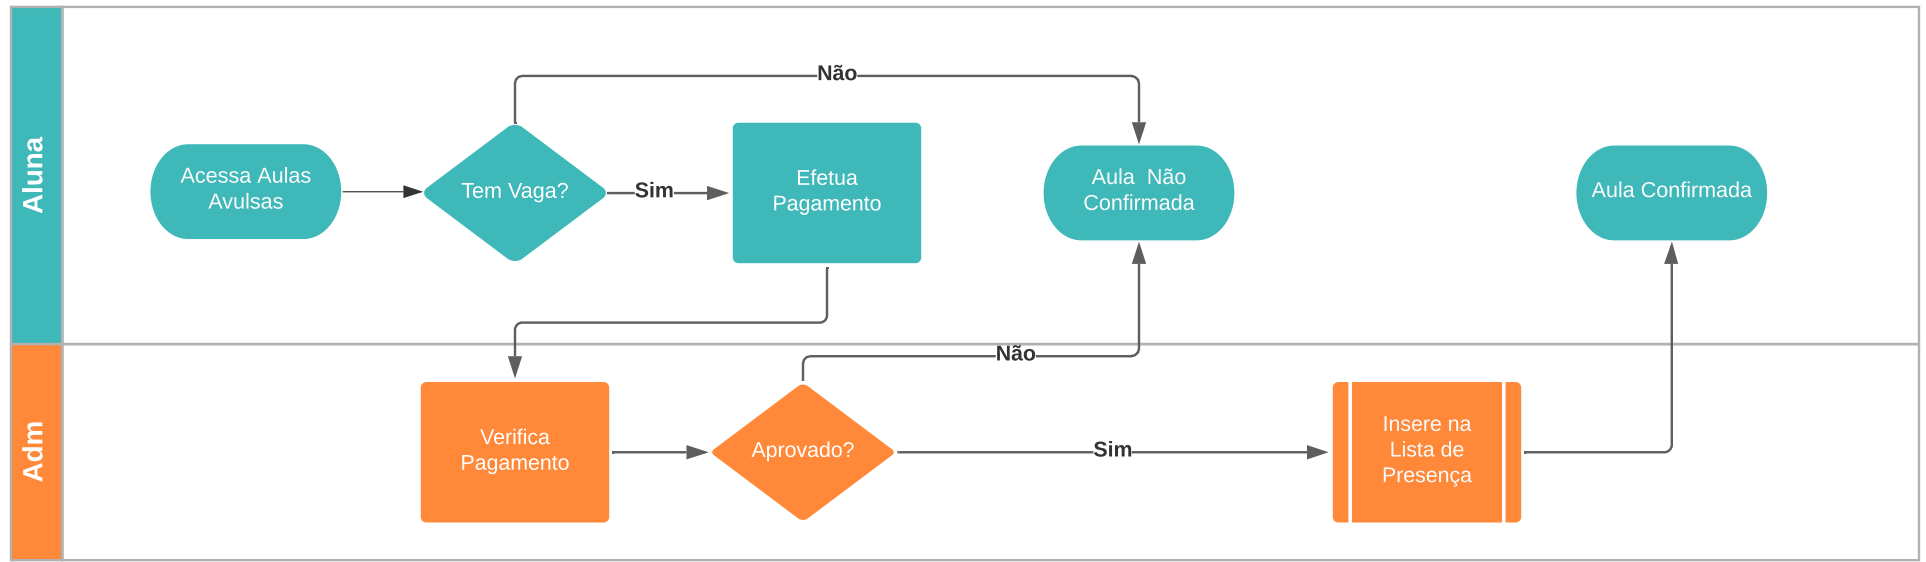 Aluna
Não
Acessa Aulas
Avulsas
Tem Vaga?
Sim
Efetua
Pagamento
Aula  Não
Confirmada
Aula Confirmada
Adm
Não
Verifica
Pagamento
Aprovado?
Sim
Insere na
Lista de
Presença